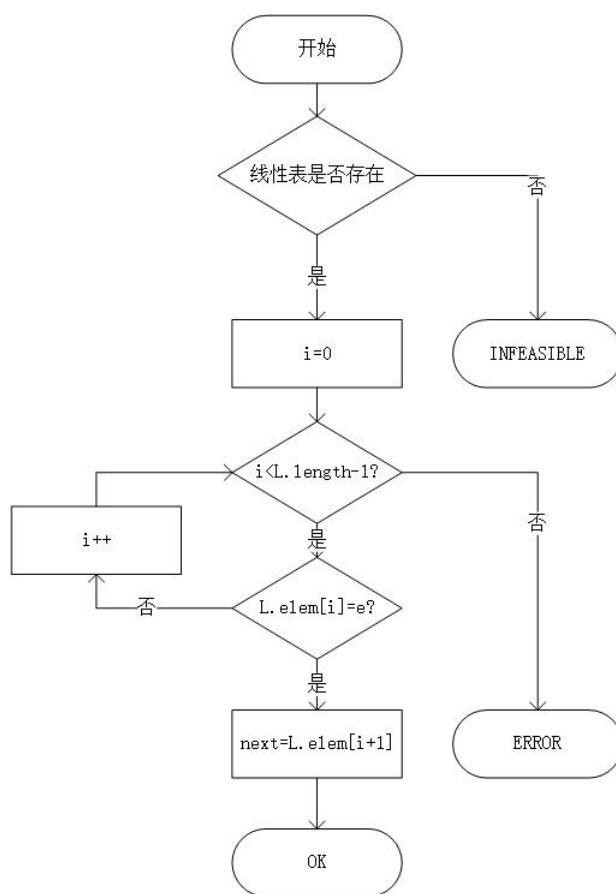 开始
线性表是否存在
否
是
i=0
INFEASIBLE
i<L.length-1?
i++
是
否
L.elem[i]=e?
否
是
next=L.elem[i+1]
ERROR
OK